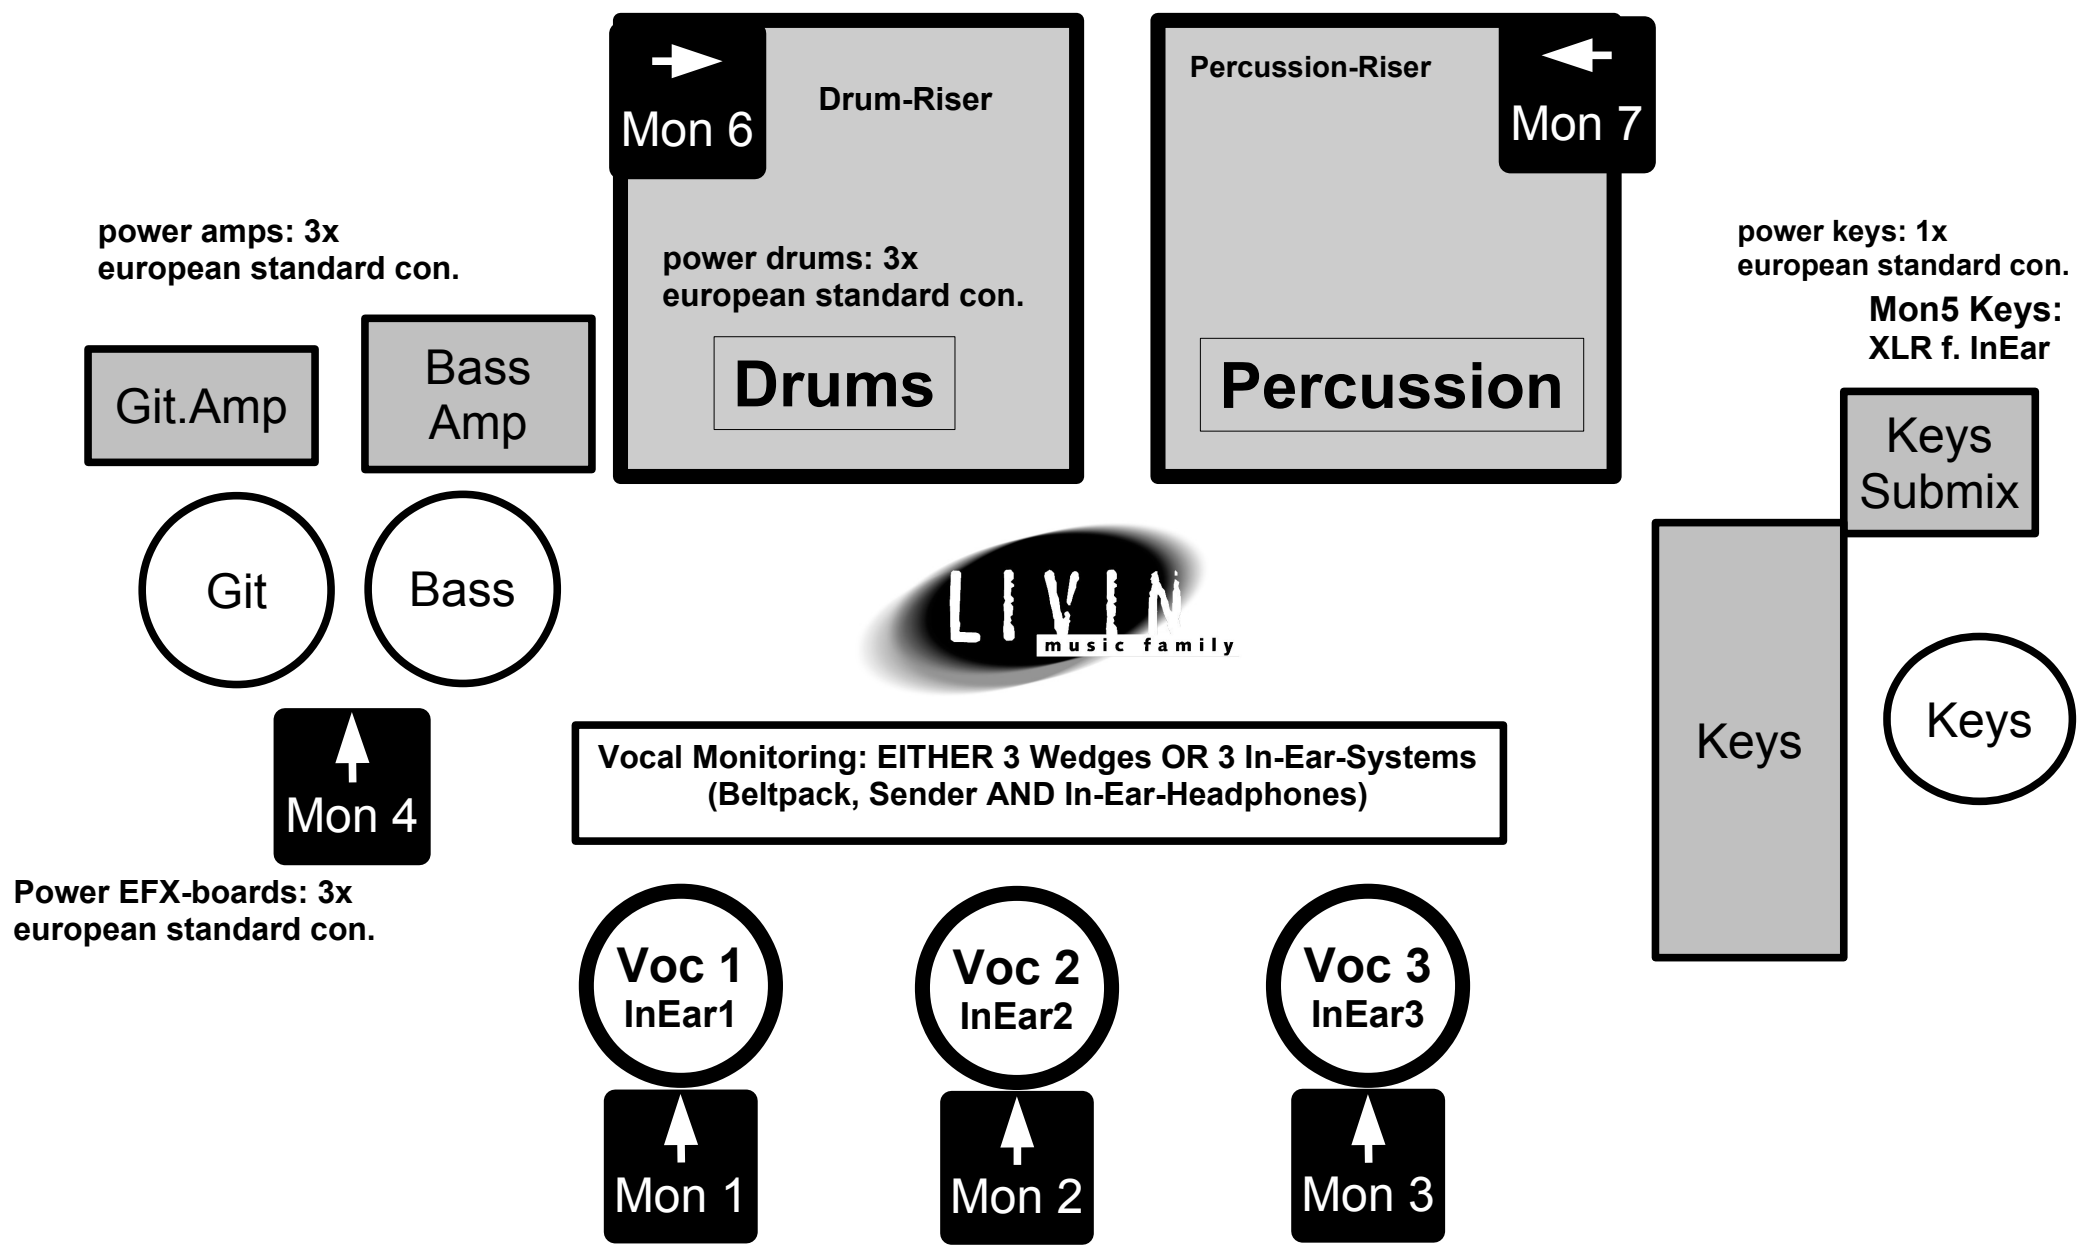 Mon 6
Drum-Riser
Percussion-Riser
Mon 7
power amps: 3x
european standard con.
power drums: 3x
european standard con.
power keys: 1x
european standard con.
Mon5 Keys:
XLR f. InEar
Git.Amp
Bass
Amp
Drums
Percussion
Keys
Submix
Git
Bass
LIVIN
music family
Keys
Keys
Mon 4
Vocal Monitoring: EITHER 3 Wedges OR 3 In-Ear-Systems
(Beltpack, Sender AND In-Ear-Headphones)
Power EFX-boards: 3x
european standard con.
Voc 1
InEar1
Voc 2
InEar2
Voc 3
InEar3
Mon 1
Mon 2
Mon 3